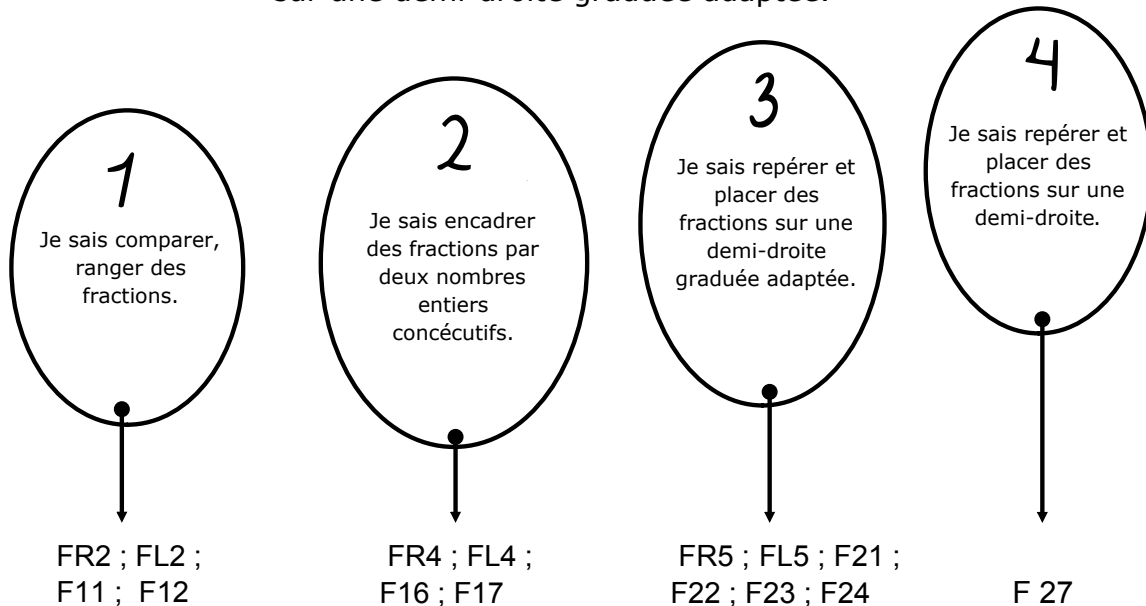 sur une demi-droite graduée adaptée.
1
Je sais comparer,
ranger des
fractions.
FR2 ; FL2 ;
F11 ; F12
2
Je sais encadrer
des fractions par
deux nombres
entiers
concécutifs.
FR4 ; FL4 ;
F16 ; F17
3
Je sais repérer et
placer des
fractions sur une
demi-droite
graduée adaptée.
FR5 ; FL5 ; F21 ;
F22 ; F23 ; F24
4
Je sais repérer et
placer des
fractions sur une
demi-droite.
F 27